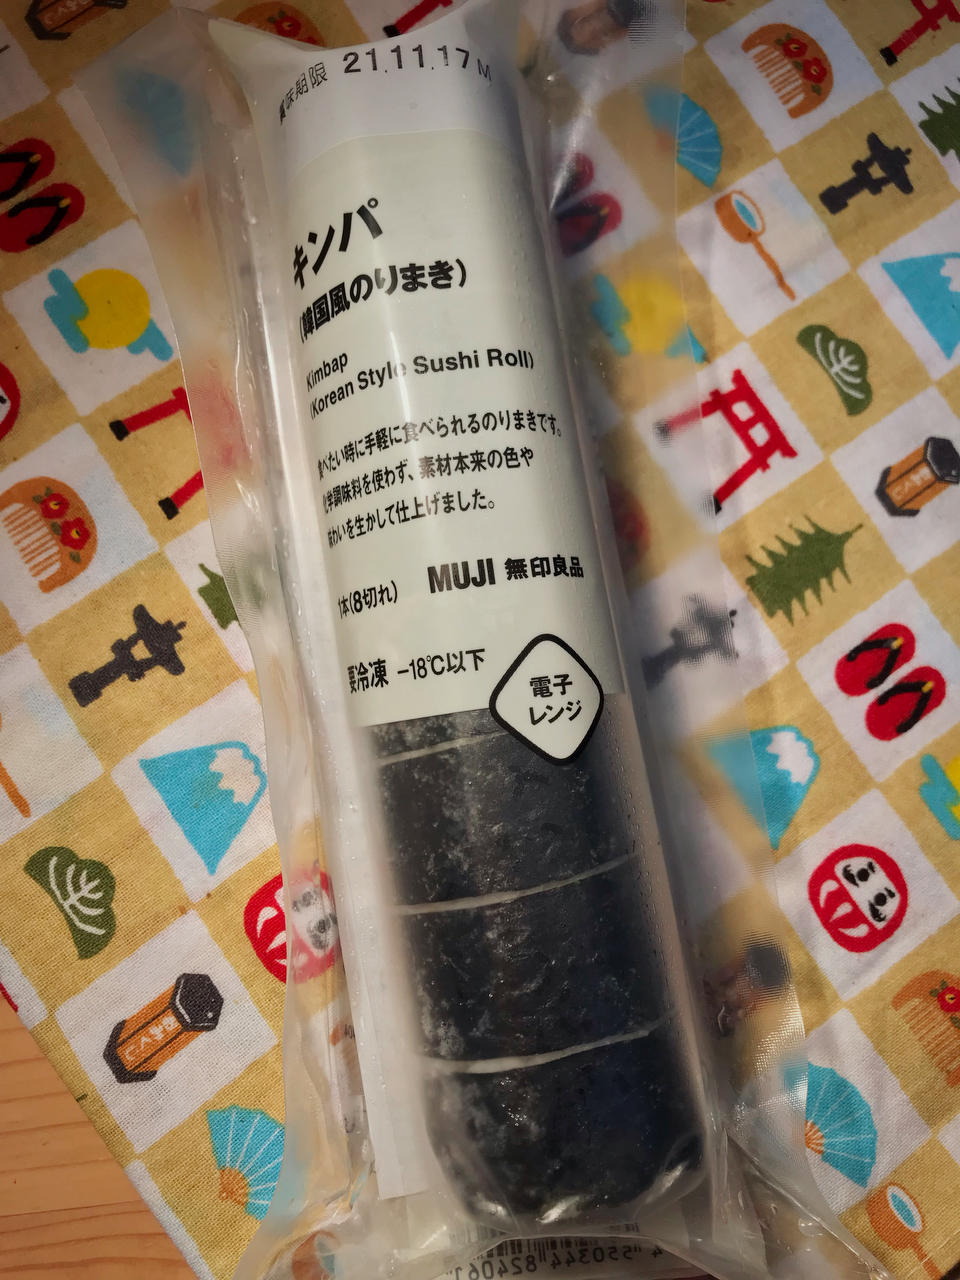 賞味期限 21.11.17 M
キンパ
(韓国風のりまき)
Kimbap
(Korean Style Sushi Roll)
食べたい時に手軽に食べられるのりまきです。
化学調味料を使わず、素材本来の色や
味わいを生かして仕上げました。
1本(8切れ)
MUJI 無印良品
要冷凍 −18℃以下
電子
レンジ
4 550344 824061